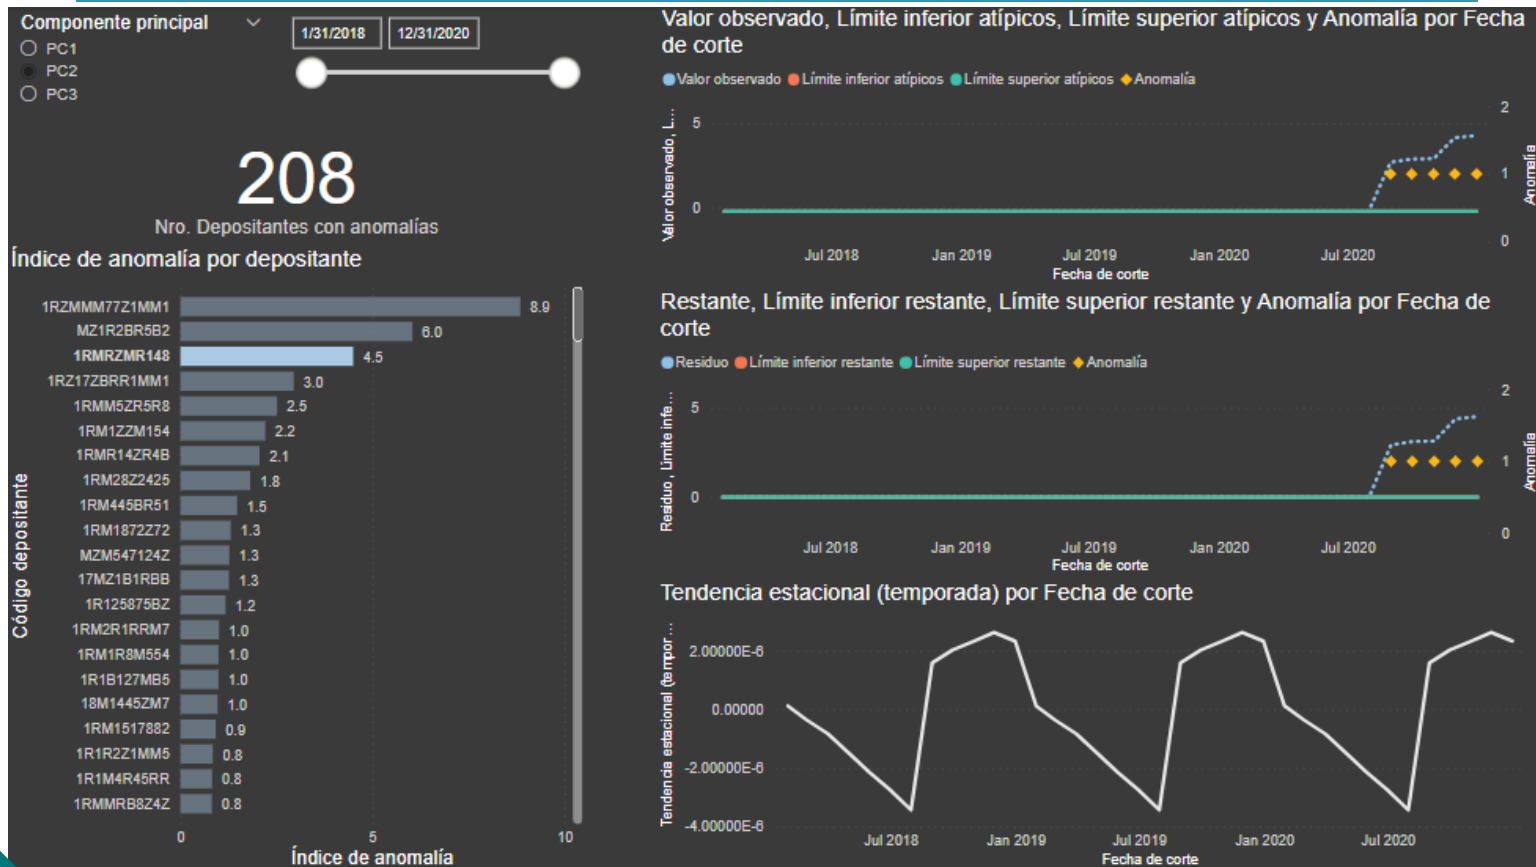 Componente principal
PC1
PC2
PC3
1/31/2018
12/31/2020
208
Nro. Depositantes con anomalías
Índice de anomalía por depositante
Código depositante
1RZMMM77Z1MM1 8.9
MZ1R2BR5B2 6.0
1RMRZMR148 4.5
1RZ17ZBRR1MM1 3.0
1RMM5ZR5R8 2.5
1RM1ZZM154 2.2
1RMR14ZR4B 2.1
1RM28Z2425 1.8
1RM445BR51 1.5
1RM1872Z72 1.3
MZM547124Z 1.3
17MZ1B1RBB 1.3
1R125875BZ 1.2
1RM2R1RRM7 1.0
1RM1R8M554 1.0
1R1B127MB5 1.0
18M1445ZM7 1.0
1RM1517882 0.9
1R1R2Z1MM5 0.8
1R1M4R45RR 0.8
1RMMRB8Z4Z 0.8
0 5 10
Índice de anomalía
Valor observado, Límite inferior atípicos, Límite superior atípicos y Anomalía por Fecha
de corte
Valor observado Límite inferior atípicos Límite superior atípicos Anomalía
Valor observado, L...
5
0
2
1
0
Anomalía
Jul 2018 Jan 2019 Jul 2019 Jan 2020 Jul 2020
Fecha de corte
Restante, Límite inferior restante, Límite superior restante y Anomalía por Fecha de
corte
Residuo Límite inferior restante Límite superior restante Anomalía
Residuo, Límite infe...
5
0
2
1
0
Anomalía
Jul 2018 Jan 2019 Jul 2019 Jan 2020 Jul 2020
Fecha de corte
Tendencia estacional (temporada) por Fecha de corte
Tendencia estacional (tempor...
2.00000E-6
0.00000
-2.00000E-6
-4.00000E-6
Jul 2018 Jan 2019 Jul 2019 Jan 2020 Jul 2020
Fecha de corte